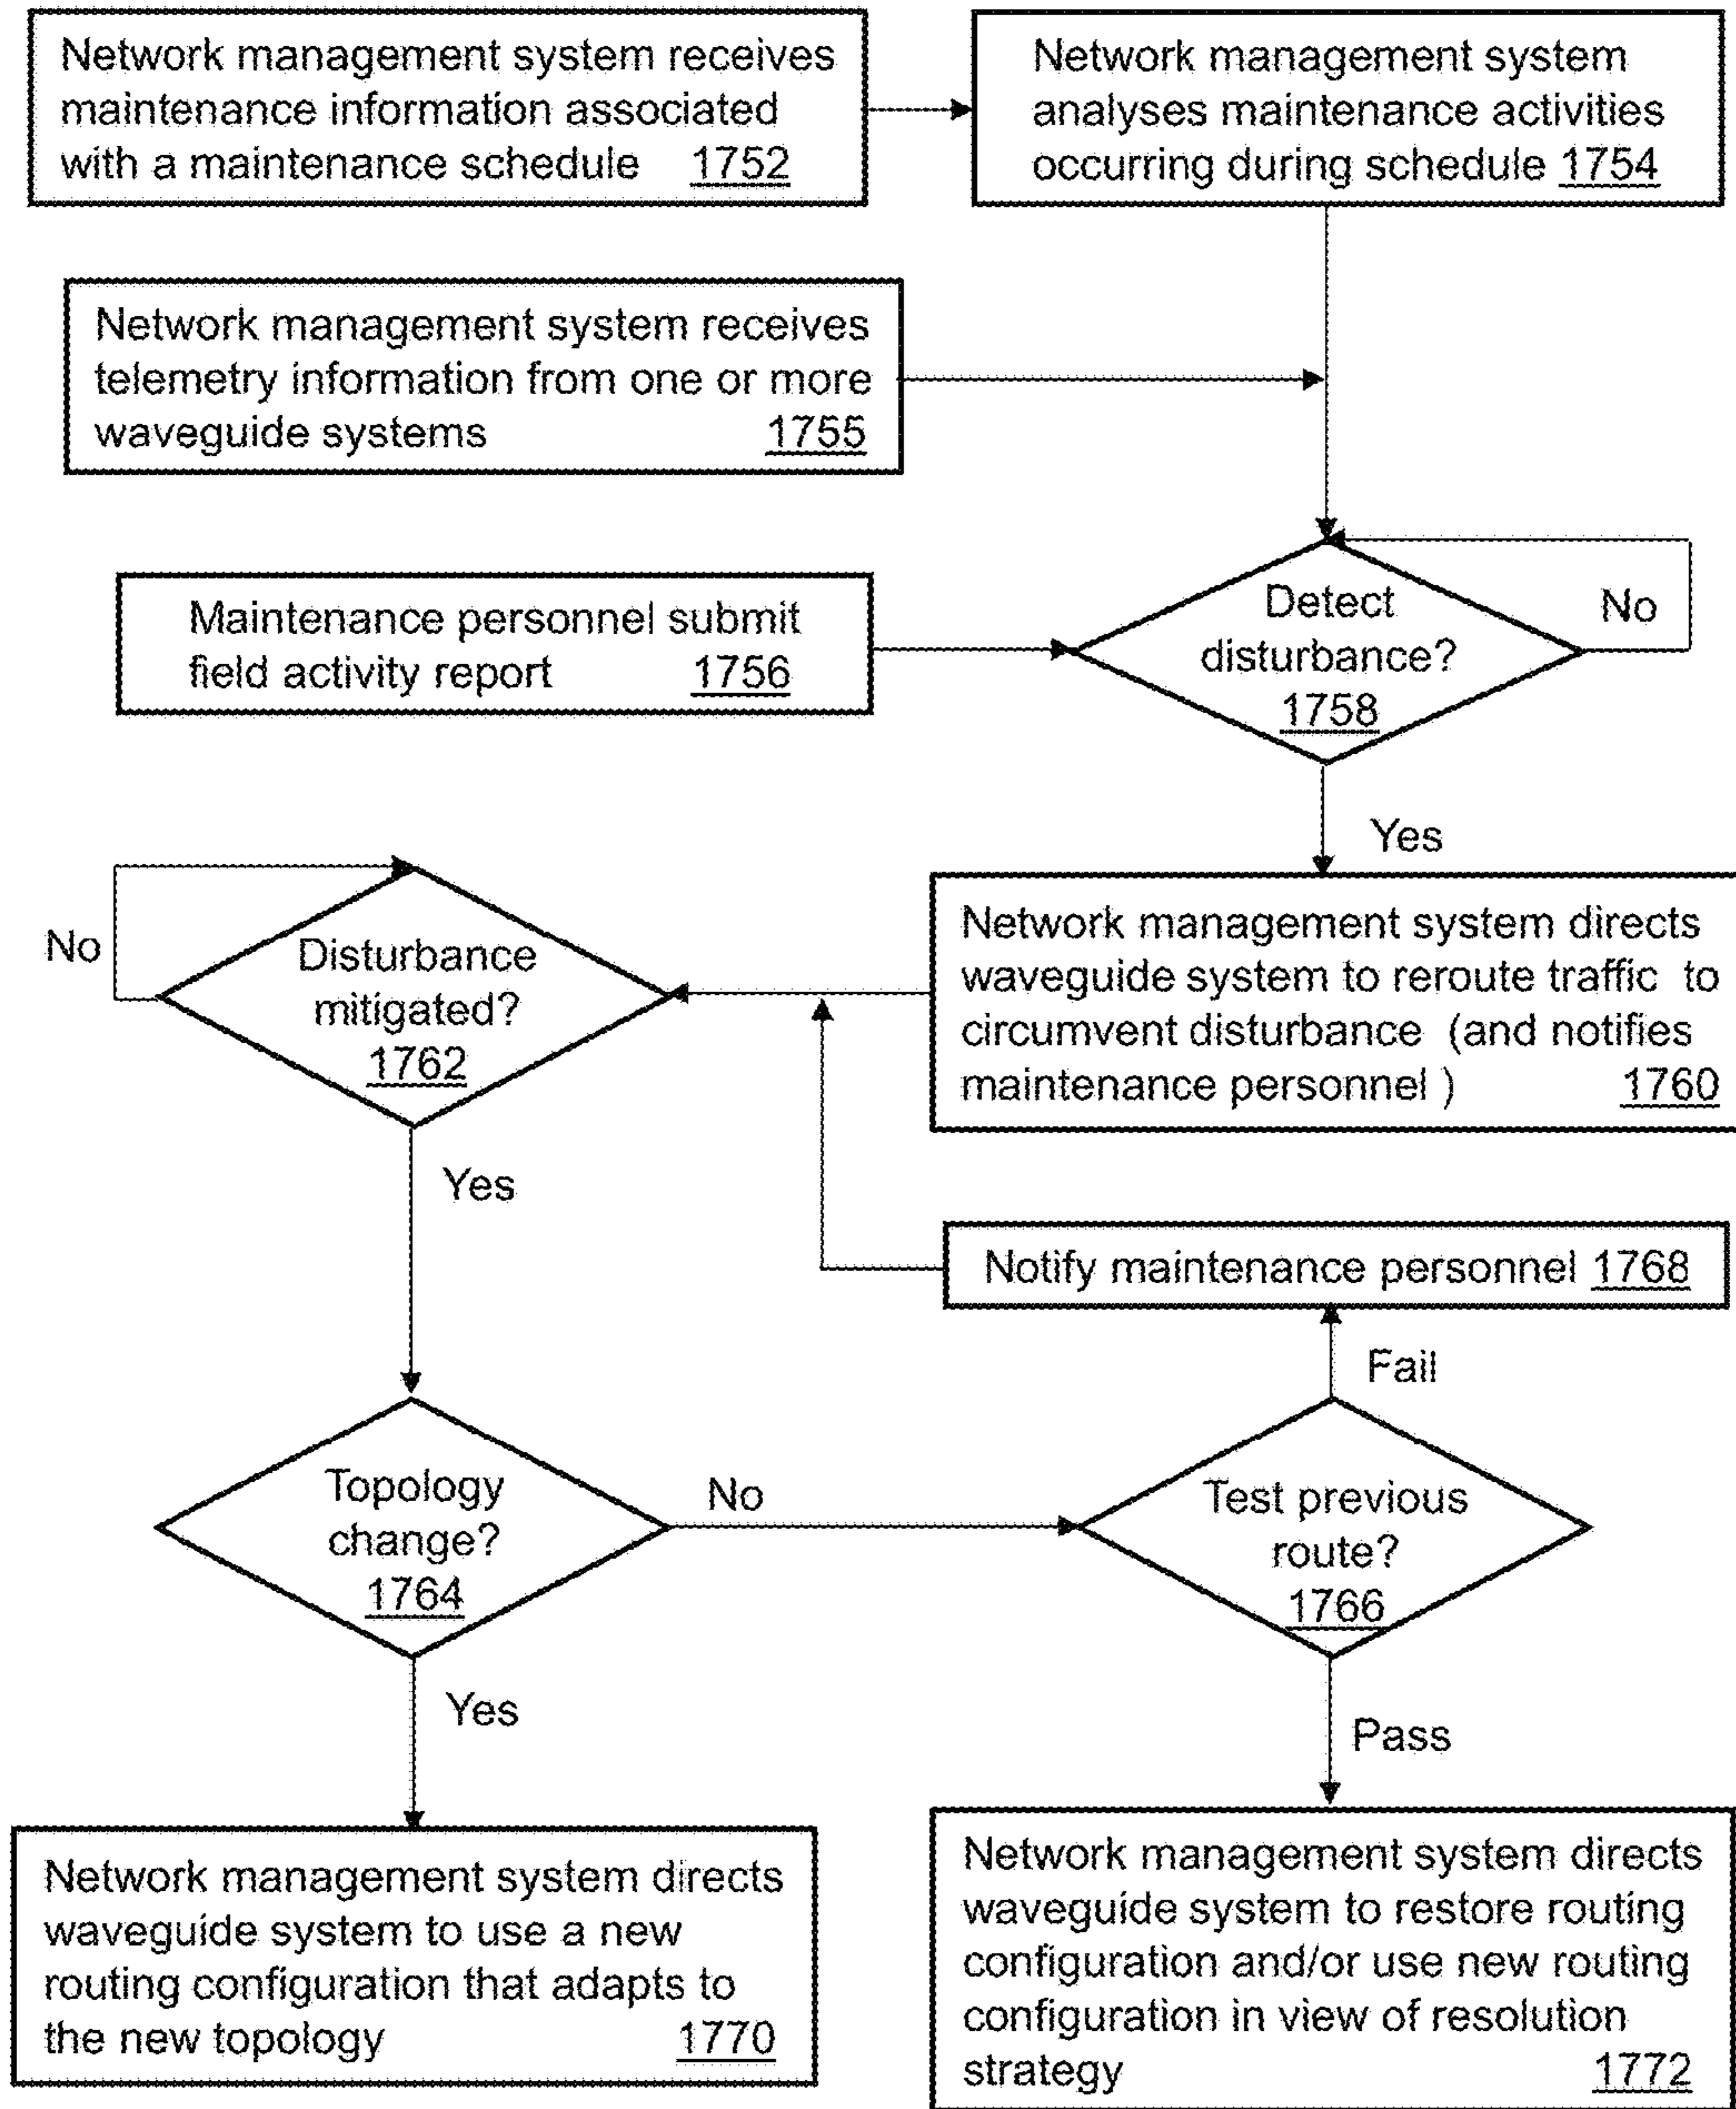 Network management system receives
maintenance information associated
with a maintenance schedule 1752
Network management system
analyses maintenance activities
occurring during schedule 1754
Network management system receives
telemetry information from one or more
waveguide systems 1755
Maintenance personnel submit
field activity report 1756
Detect
disturbance?
1758
No
Yes
Network management system directs
waveguide system to reroute traffic to
circumvent disturbance (and notifies
maintenance personnel ) 1760
No
Disturbance
mitigated?
1762
Yes
Notify maintenance personnel 1768
Fail
Topology
change?
1764
No
Test previous
route?
1766
Yes
Pass
Network management system directs
waveguide system to use a new
routing configuration that adapts to
the new topology 1770
Network management system directs
waveguide system to restore routing
configuration and/or use new routing
configuration in view of resolution
strategy 1772